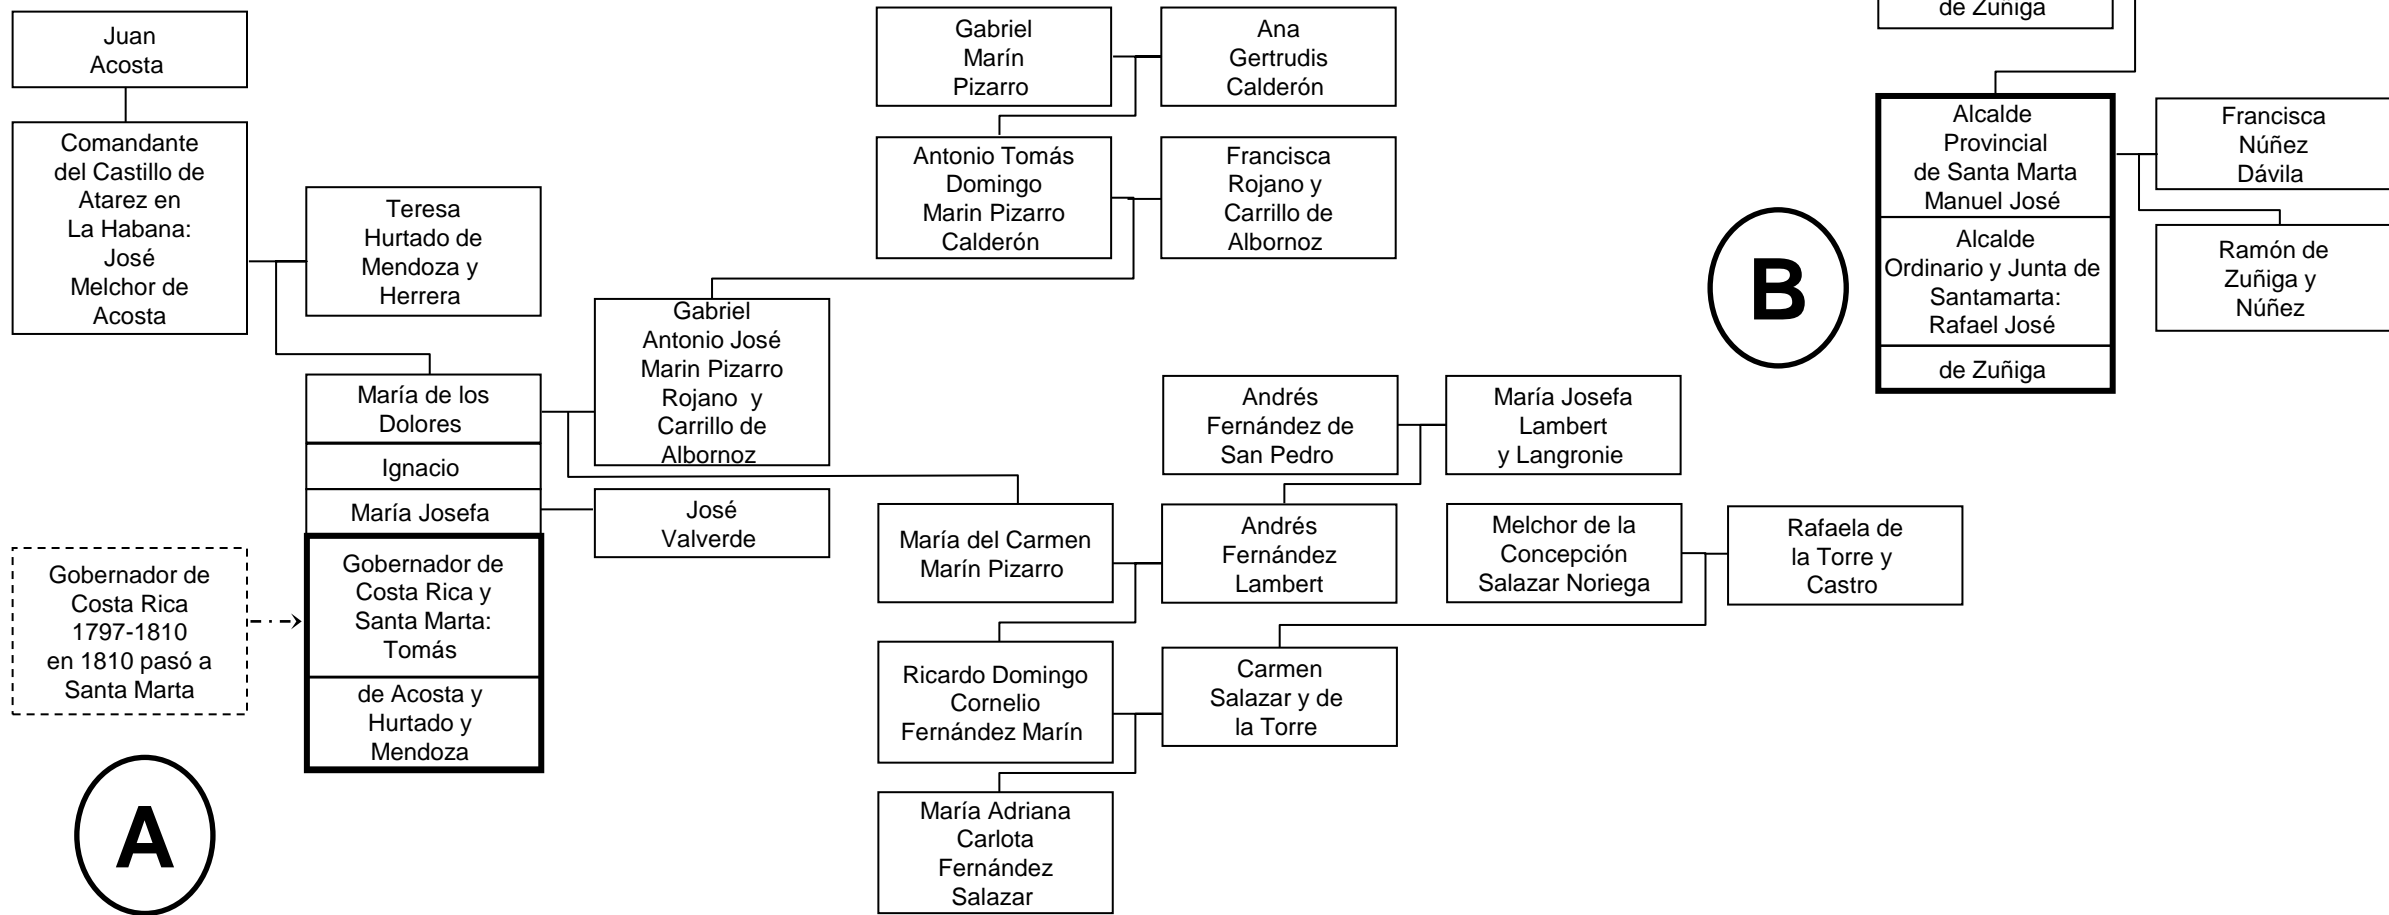 Juan
Acosta
Comandante
del Castillo de
Atarez en
La Habana:
José
Melchor de
Acosta
Teresa
Hurtado de
Mendoza y
Herrera
María de los
Dolores
Ignacio
María Josefa
Gobernador de
Costa Rica y
Santa Marta:
Tomás
de Acosta y
Hurtado y
Mendoza
Gobernador de
Costa Rica
1797-1810
en 1810 pasó a
Santa Marta
A
Gabriel
Antonio José
Marin Pizarro
Rojano y
Carrillo de
Albornoz
José
Valverde
Gabriel
Marín
Pizarro
Ana
Gertrudis
Calderón
Antonio Tomás
Domingo
Marin Pizarro
Calderón
Francisca
Rojano y
Carrillo de
Albornoz
Andrés
Fernández de
San Pedro
María Josefa
Lambert
y Langronie
María del Carmen
Marín Pizarro
Andrés
Fernández
Lambert
Melchor de la
Concepción
Salazar Noriega
Rafaela de
la Torre y
Castro
Ricardo Domingo
Cornelio
Fernández Marín
Carmen
Salazar y de
la Torre
María Adriana
Carlota
Fernández
Salazar
de Zuñiga
B
Alcalde
Provincial
de Santa Marta
Manuel José
Alcalde
Ordinario y Junta de
Santamarta:
Rafael José
de Zuñiga
Francisca
Núñez
Dávila
Ramón de
Zuñiga y
Núñez